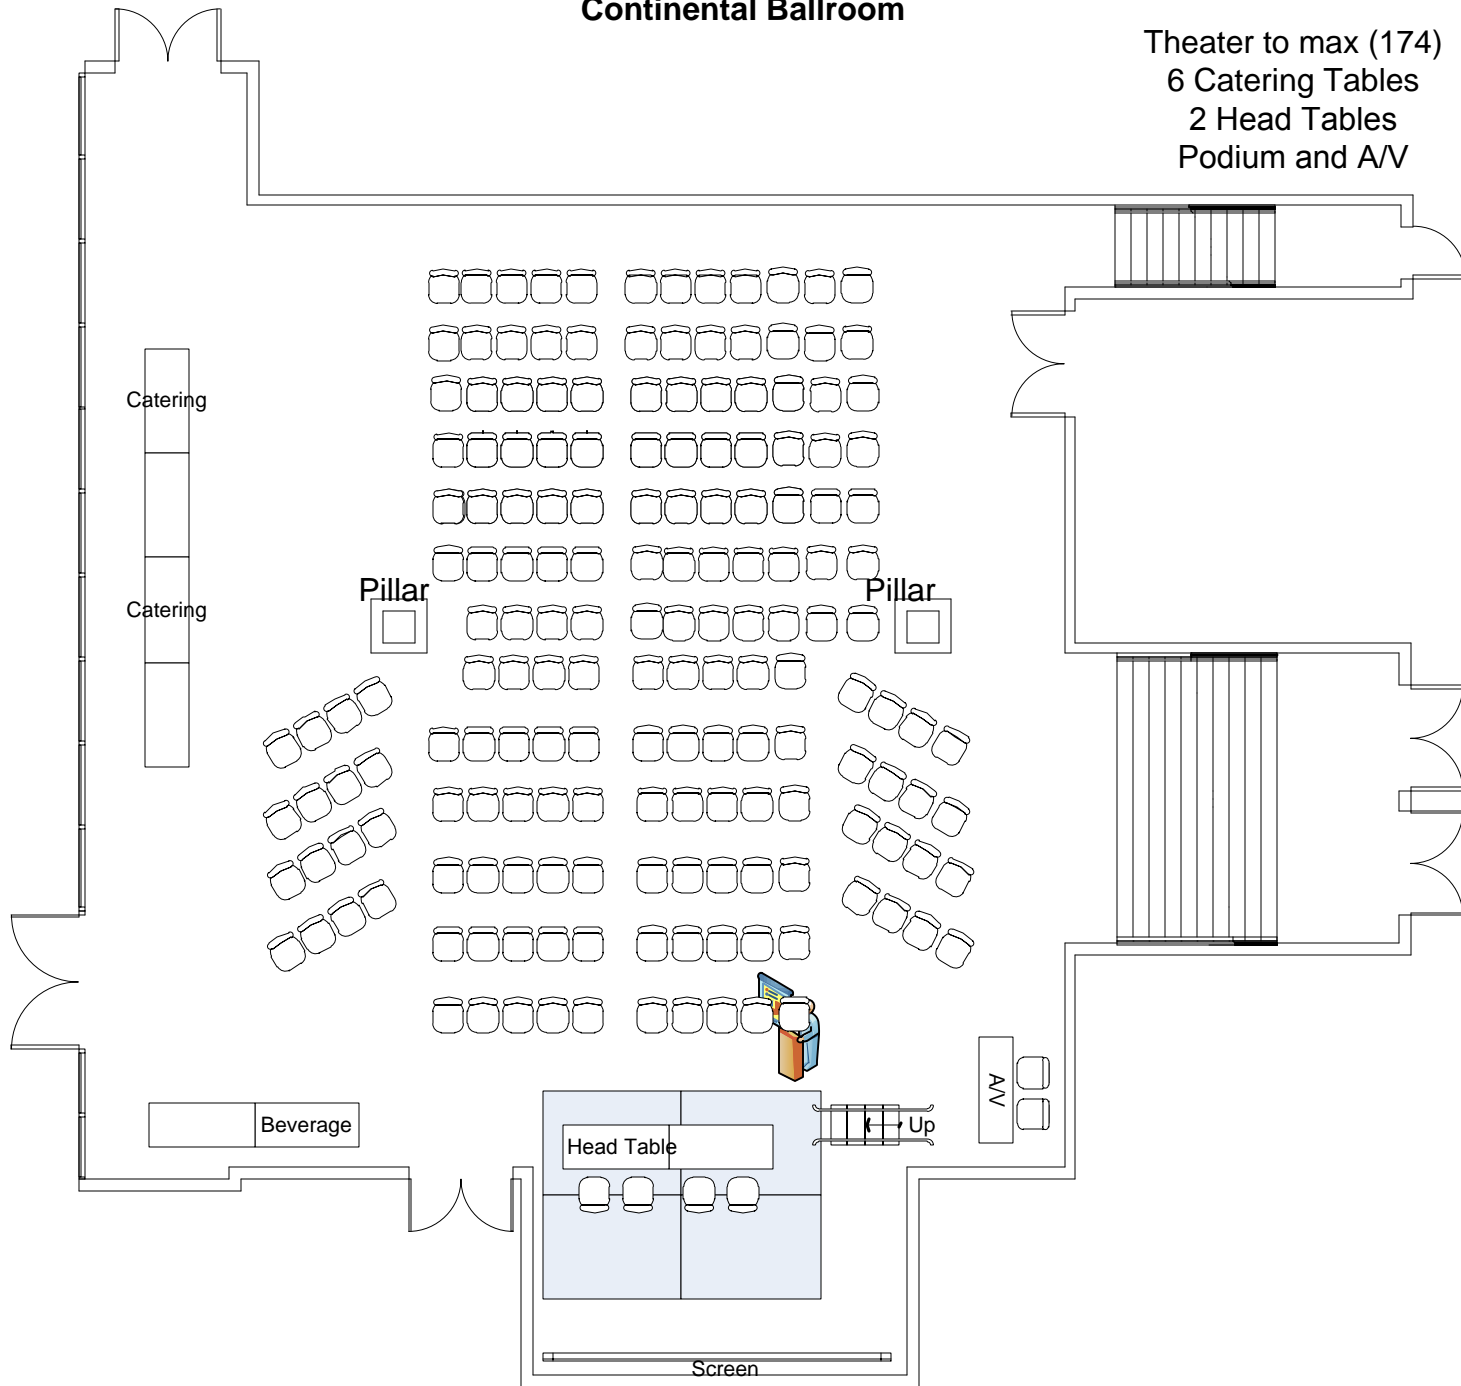 Continental Ballroom
Theater to max (174)
6 Catering Tables
2 Head Tables
Podium and A/V
Catering
Pillar
Pillar
Catering
A/V
Beverage
Up
Head Table
Screen